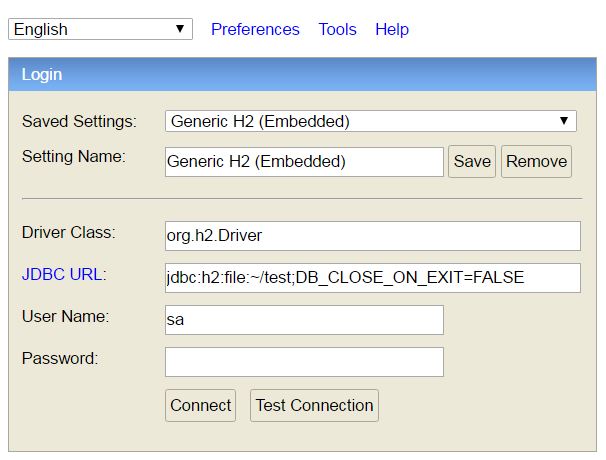 English Preferences Tools Help
Login
Saved Settings: Generic H2 (Embedded)
Setting Name: Generic H2 (Embedded) Save Remove
Driver Class: org.h2.Driver
JDBC URL: jdbc:h2:file:~/test;DB_CLOSE_ON_EXIT=FALSE
User Name: sa
Password:
Connect Test Connection